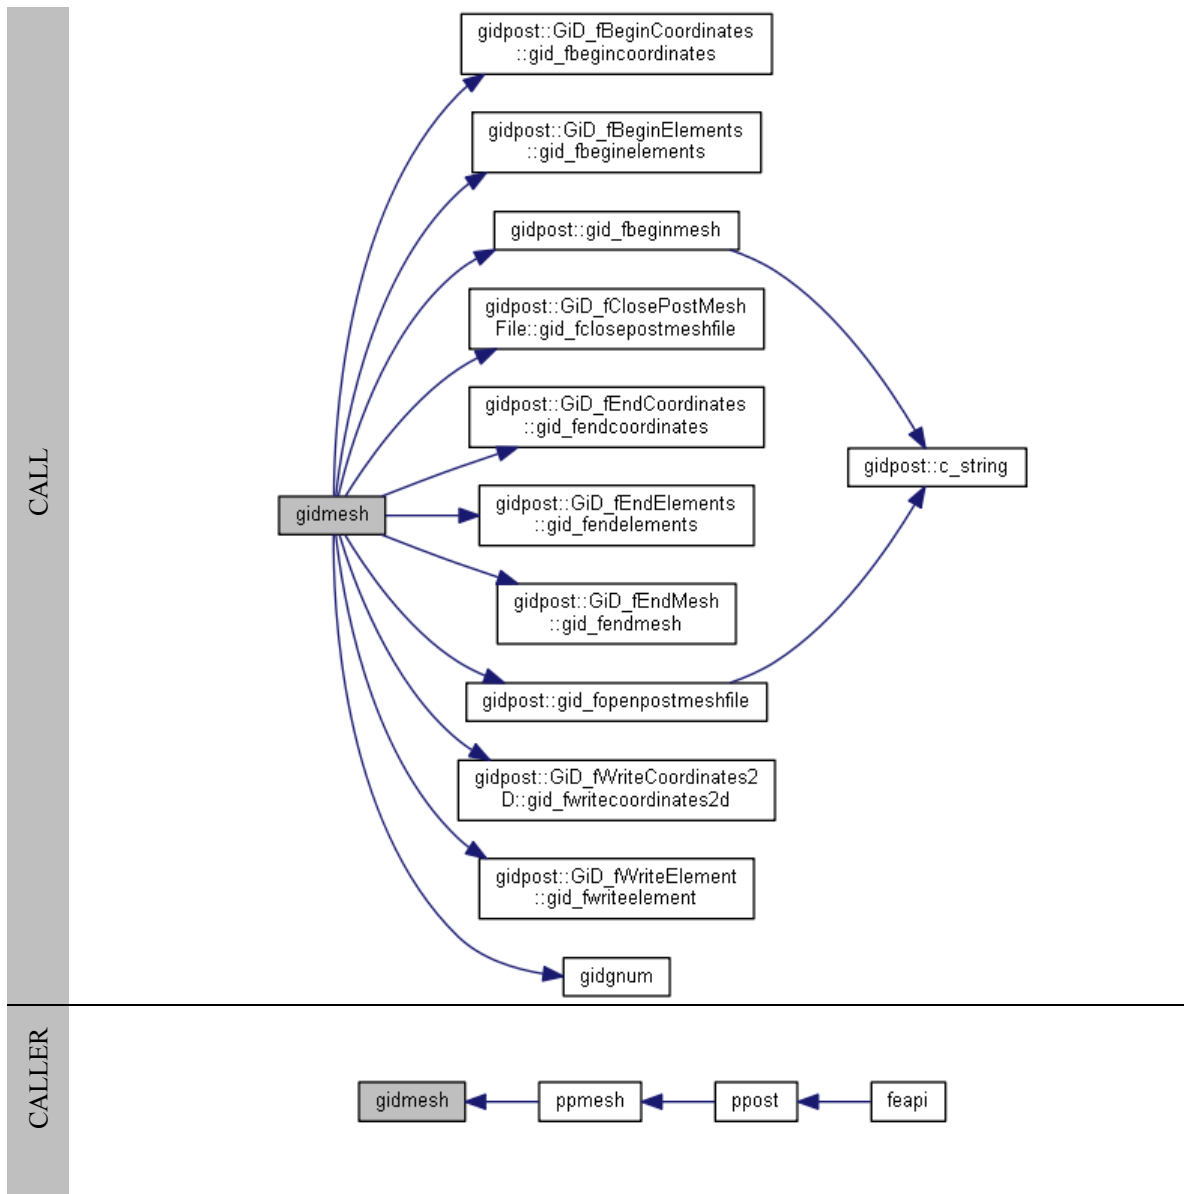 CALL
gidpost::GiD_fBeginCoordinates
::gid_fbegincoordinates
gidpost::GiD_fBeginElements
::gid_fbeginelements
gidpost::gid_fbeginmesh
gidpost::GiD_fClosePostMesh
File::gid_fclosepostmeshfile
gidpost::GiD_fEndCoordinates
::gid_fendcoordinates
gidpost::c_string
gidmesh
gidpost::GiD_fEndElements
::gid_fendelements
gidpost::GiD_fEndMesh
::gid_fendmesh
gidpost::gid_fopenpostmeshfile
gidpost::GiD_fWriteCoordinates2
D::gid_fwritecoordinates2d
gidpost::GiD_fWriteElement
::gid_fwriteelement
gidgnum
CALLER
gidmesh
ppmesh
ppost
feapi